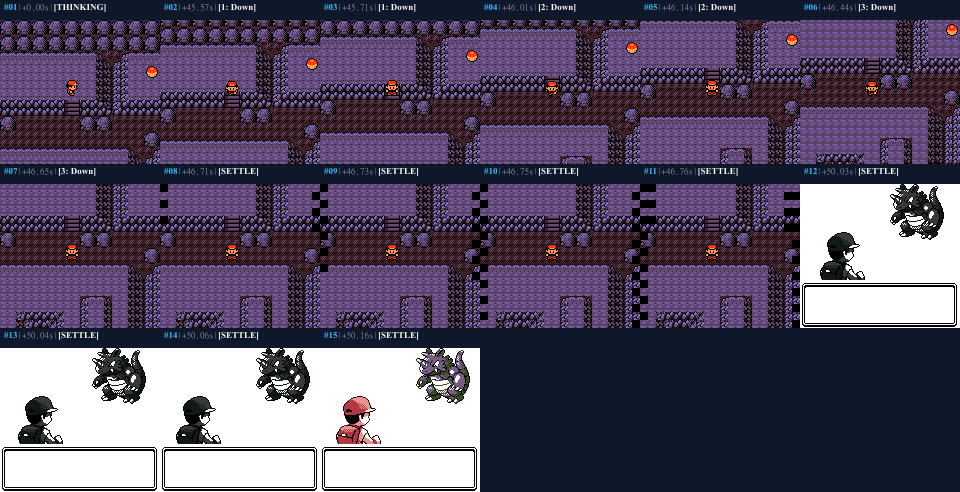 #01|+0.00s|[THINKING]
#02|+45.57s|[1: Down]
#03|+45.71s|[1: Down]
#04|+46.01s|[2: Down]
#05|+46.14s|[2: Down]
#06|+46.44s|[3: Down]
#07|+46.65s|[3: Down]
#08|+46.71s|[SETTLE]
#09|+46.73s|[SETTLE]
#10|+46.75s|[SETTLE]
#11|+46.76s|[SETTLE]
#12|+50.03s|[SETTLE]
#13|+50.04s|[SETTLE]
#14|+50.06s|[SETTLE]
#15|+50.16s|[SETTLE]